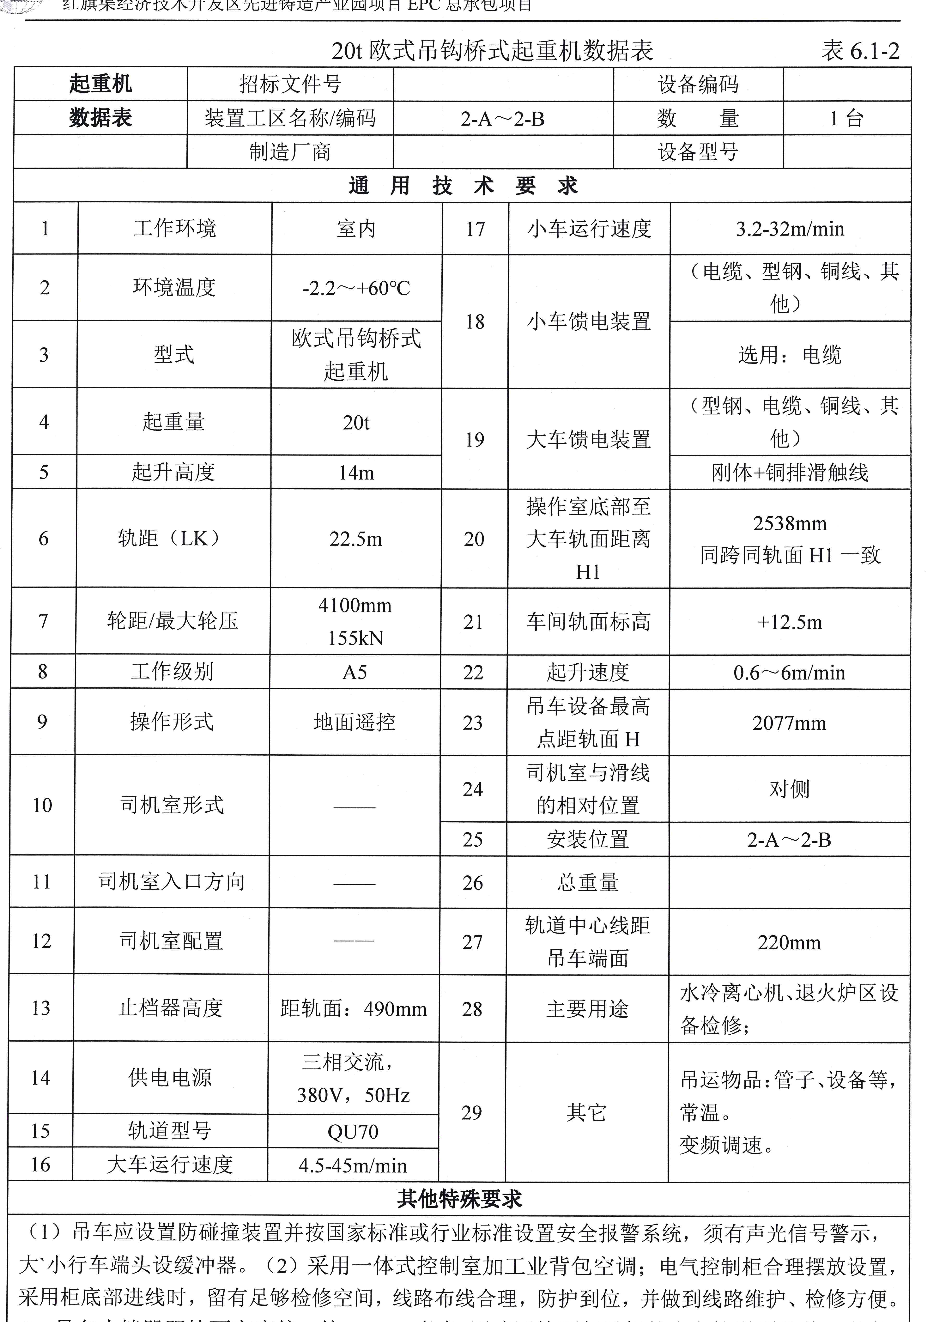 红旗集经济技术开发区先进铸造产业园项目 EPC 总承包项目
20t 欧式吊钩桥式起重机数据表 表 6.1-2
起重机 招标文件号 设备编码
数据表 装置工区名称/编码 2-A～2-B 数 量 1 台
制造厂商 设备型号
通 用 技 术 要 求
1 工作环境 室内 17 小车运行速度 3.2-32m/min
2 环境温度 -2.2～+60℃ 18 小车馈电装置 （电缆、型钢、铜线、其
他）
3 型式 欧式吊钩桥式
起重机
选用：电缆
4 起重量 20t 19 大车馈电装置 （型钢、电缆、铜线、其
他）
5 起升高度 14m 刚体+铜排滑触线
6 轨距（LK） 22.5m 20 操作室底部至
大车轨面距离
H1
2538mm
同跨同轨面 H1 一致
7 轮距/最大轮压 4100mm
155kN
21 车间轨面标高 +12.5m
8 工作级别 A5 22 起升速度 0.6～6m/min
9 操作形式 地面遥控 23 吊车设备最高
点距轨面 H
2077mm
10 司机室形式 —— 24 司机室与滑线
的相对位置
对侧
25 安装位置 2-A～2-B
11 司机室入口方向 —— 26 总重量
12 司机室配置 —— 27 轨道中心线距
吊车端面
220mm
13 止档器高度 距轨面：490mm 28 主要用途 水冷离心机、退火炉区设
备检修；
14 供电电源 三相交流，
380V，50Hz
29 其它 吊运物品：管子、设备等，
常温。
变频调速。
15 轨道型号 QU70
16 大车运行速度 4.5-45m/min
其他特殊要求
（1）吊车应设置防碰撞装置并按国家标准或行业标准设置安全报警系统，须有声光信号警示，
大`小行车端头设缓冲器。（2）采用一体式控制室加工业背包空调；电气控制柜合理摆放设置，
采用柜底部进线时，留有足够检修空间，线路布线合理，防护到位，并做到线路维护、检修方便。